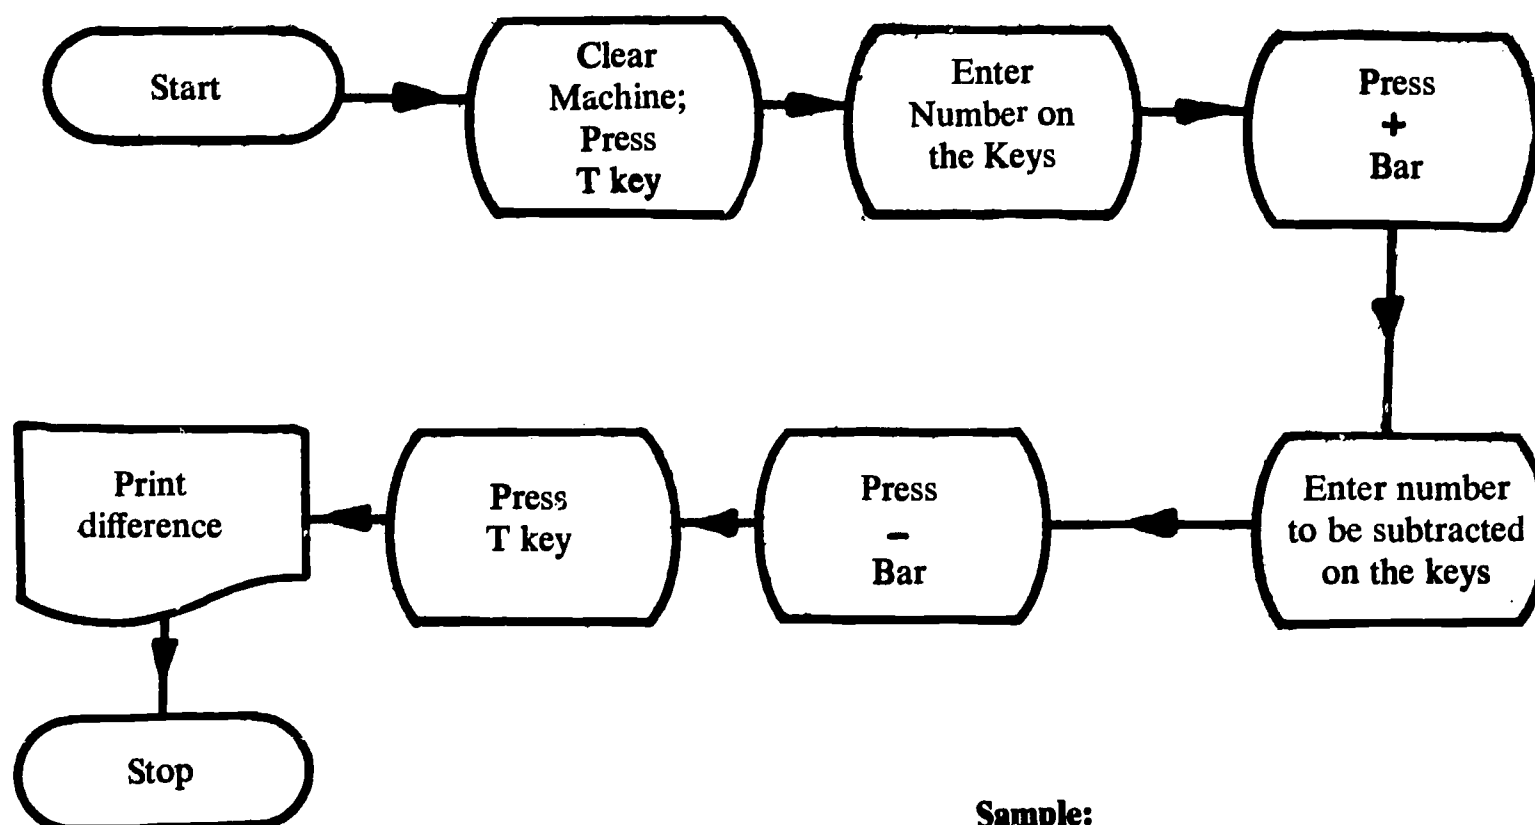 Start
Clear
Machine;
Press
T key
Enter
Number on
the Keys
Press
+
Bar
Enter number
to be subtracted
on the keys
Press
–
Bar
Press
T key
Print
difference
Stop
Sample: